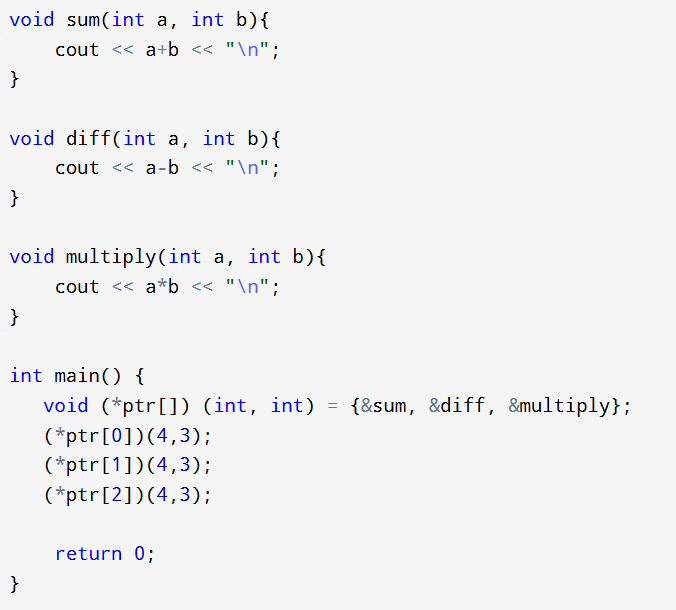 void sum(int a, int b){
    cout << a+b << "\n";
}

void diff(int a, int b){
    cout << a-b << "\n";
}

void multiply(int a, int b){
    cout << a*b << "\n";
}

int main() {
   void (*ptr[]) (int, int) = {&sum, &diff, &multiply};
   (*ptr[0])(4,3);
   (*ptr[1])(4,3);
   (*ptr[2])(4,3);

    return 0;
}